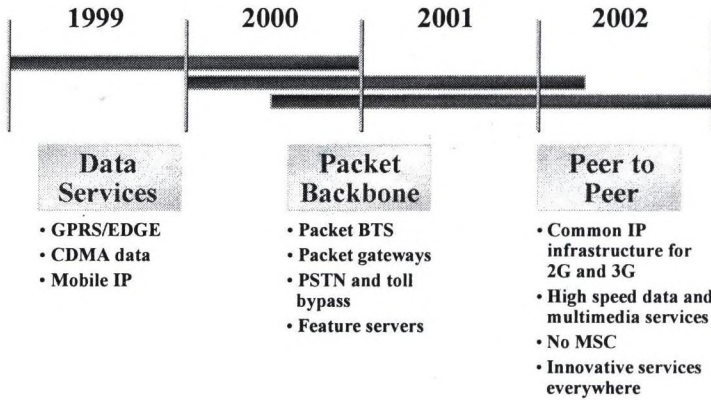 1999 2000 2001 2002
Data
Services
• GPRS/EDGE
• CDMA data
• Mobile IP
Packet
Backbone
• Packet BTS
• Packet gateways
• PSTN and toll
bypass
• Feature servers
Peer to
Peer
• Common IP
infrastructure for
2G and 3G
• High speed data and
multimedia services
• No MSC
• Innovative services
everywhere